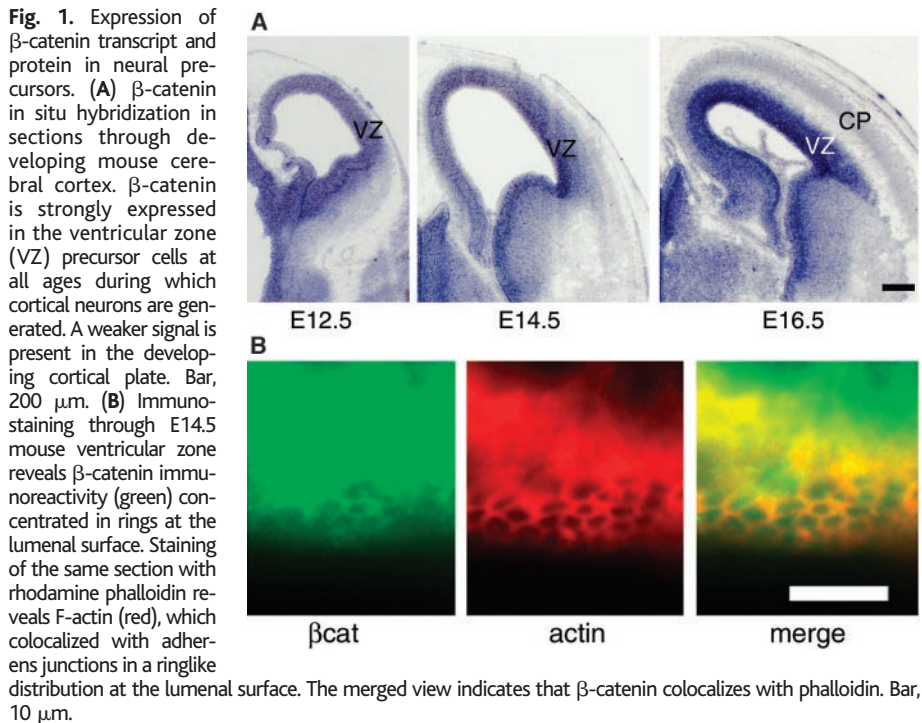 Fig. 1. Expression of
β-catenin transcript and
protein in neural pre-
cursors. (A) β-catenin
in situ hybridization in
sections through de-
veloping mouse cere-
bral cortex. β-catenin
is strongly expressed
in the ventricular zone
(VZ) precursor cells at
all ages during which
cortical neurons are gen-
erated. A weaker signal is
present in the develop-
ing cortical plate. Bar,
200 μm. (B) Immuno-
staining through E14.5
mouse ventricular zone
reveals β-catenin immu-
noreactivity (green) con-
centrated in rings at the
lumenal surface. Staining
of the same section with
rhodamine phalloidin re-
veals F-actin (red), which
colocalized with adher-
ens junctions in a ringlike
distribution at the lumenal surface. The merged view indicates that β-catenin colocalizes with phalloidin. Bar,
10 μm.
A
VZ
VZ
CP
VZ
E12.5
E14.5
E16.5
B
βcat
actin
merge